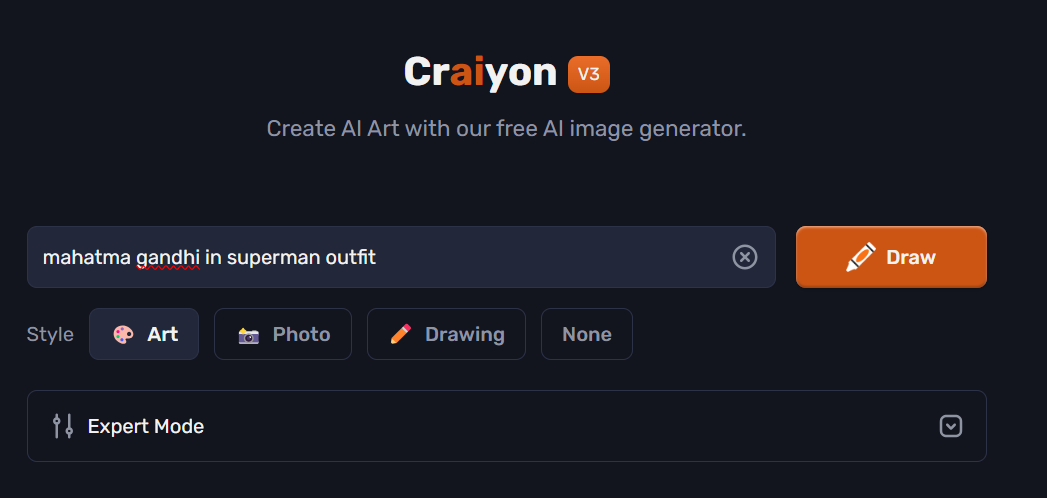 Craiyon V3
Create AI Art with our free AI image generator.
mahatma gandhi in superman outfit
Draw
Style Art Photo Drawing None
Expert Mode